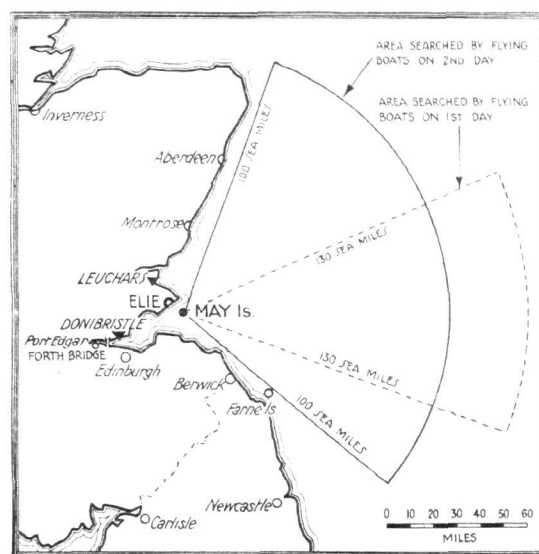 AREA SEARCHED BY FLYING
BOATS ON 2ND DAY
AREA SEARCHED BY FLYING
BOATS ON 1ST DAY
Inverness
100 SEA MILES
Aberdeen
Montrose
130 SEA MILES
LEUCHARS
ELIE
MAY Is.
DONIBRISTLE
Port Edgar
FORTH BRIDGE
Edinburgh
130 SEA MILES
Berwick
Farne Is.
100 SEA MILES
Newcastle
Carlisle
0 10 20 30 40 50 60
MILES